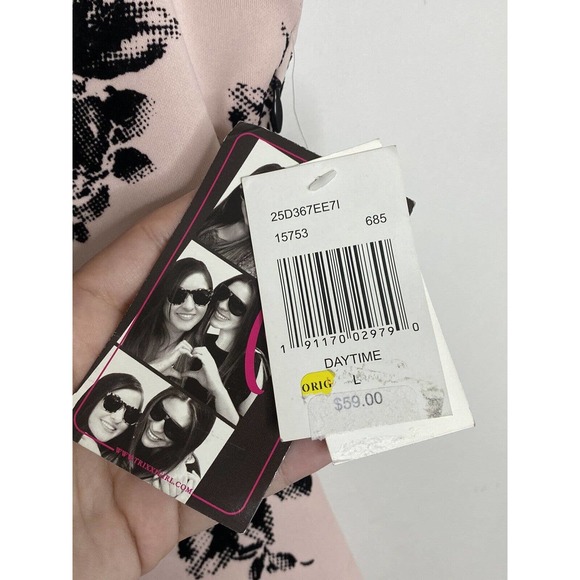 25D367EE7I
15753 685
1 91170 02979 0
DAYTIME
L
ORIG
$59.00
WWW.TRIXXIGIRL.COM